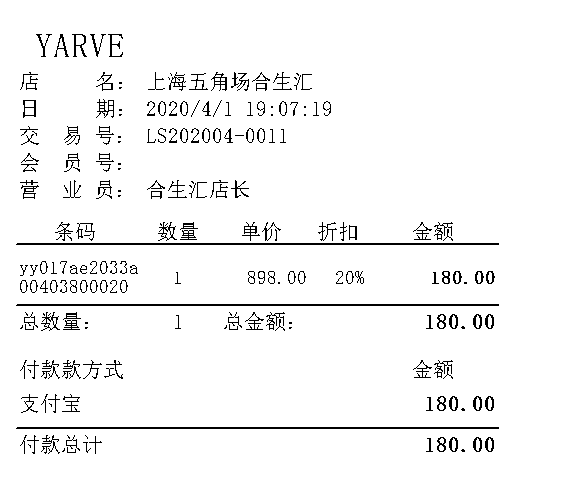 YARVE
店 名： 上海五角场合生汇
日 期： 2020/4/1 19:07:19
交 易 号： LS202004-0011
会 员 号：
营 业 员： 合生汇店长
条码 数量 单价 折扣 金额
yy017ae2033a
00403800020 1 898.00 20% 180.00
总数量： 1 总金额： 180.00
付款款方式 金额
支付宝 180.00
付款总计 180.00